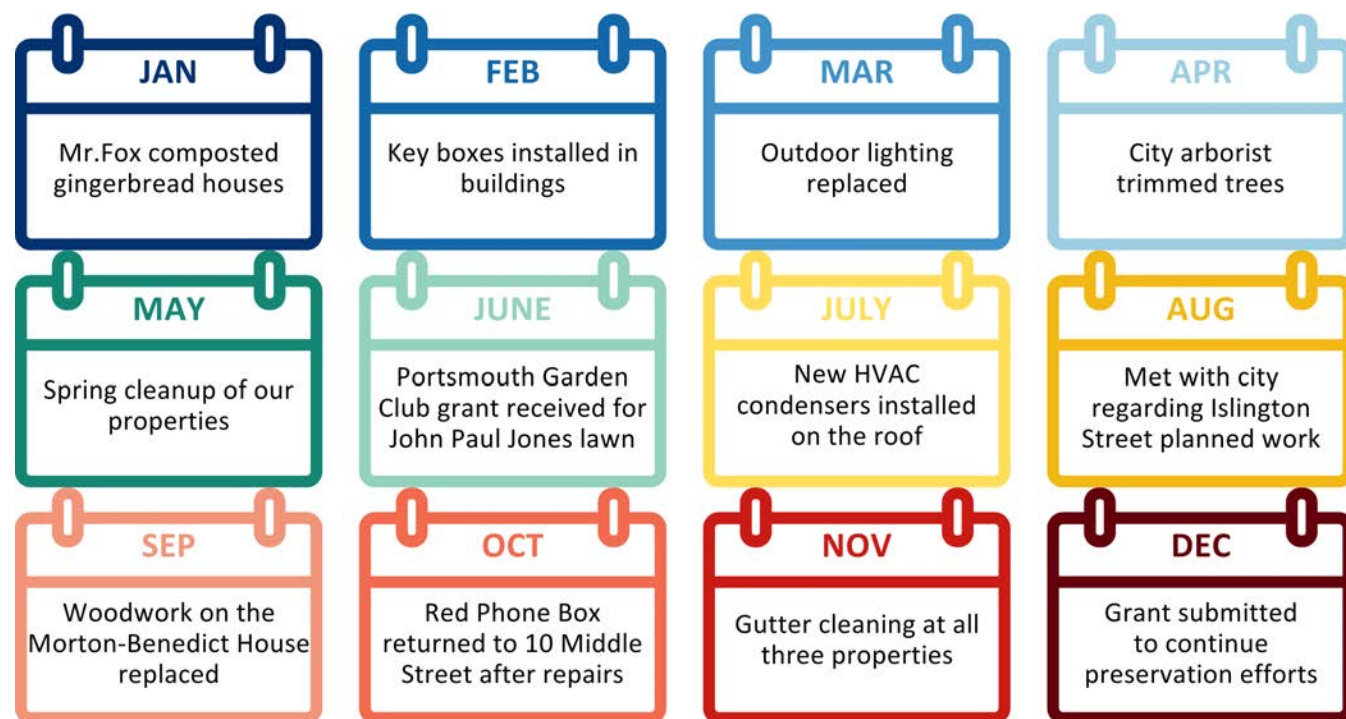 JAN
Mr.Fox composted
gingerbread houses
FEB
Key boxes installed in
buildings
MAR
Outdoor lighting
replaced
APR
City arborist
trimmed trees
MAY
Spring cleanup of our
properties
JUNE
Portsmouth Garden
Club grant received for
John Paul Jones lawn
JULY
New HVAC
condensers installed
on the roof
AUG
Met with city
regarding Islington
Street planned work
SEP
Woodwork on the
Morton-Benedict House
replaced
OCT
Red Phone Box
returned to 10 Middle
Street after repairs
NOV
Gutter cleaning at all
three properties
DEC
Grant submitted
to continue
preservation efforts